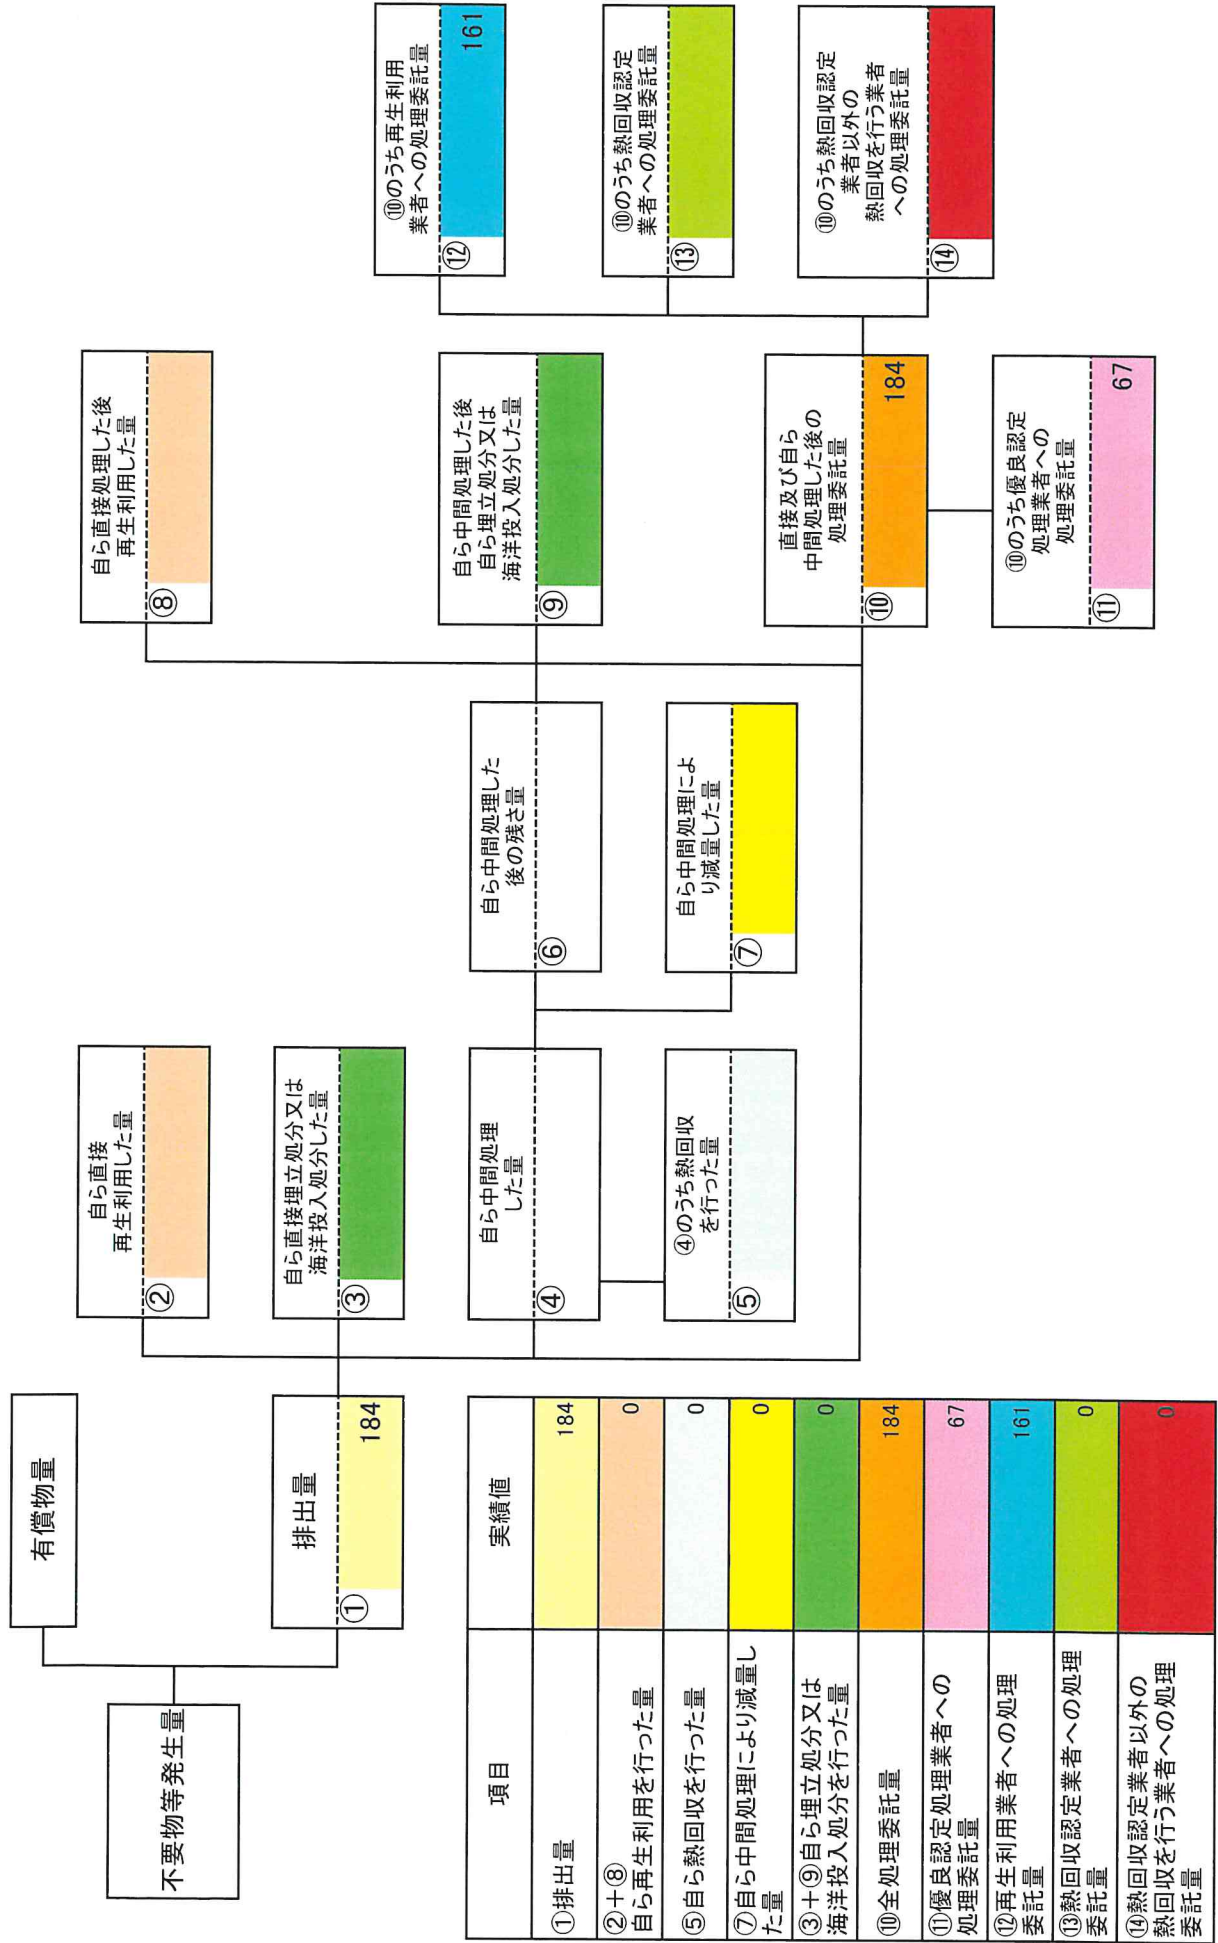 不要物等発生量
有償物量
排出量
①
184
自ら直接
再生利用した量
②
自ら直接埋立処分又は
海洋投入処分した量
③
自ら中間処理
した量
④
④のうち熱回収
を行った量
⑤
自ら中間処理した
後の残さ量
⑥
自ら中間処理によ
り減量した量
⑦
自ら直接処理した後
再生利用した量
⑧
自ら中間処理した後
自ら埋立処分又は
海洋投入処分した量
⑨
直接及び自ら
中間処理した後の
処理委託量
⑩
184
⑩のうち優良認定
処理業者への
処理委託量
⑪
67
⑩のうち再生利用
業者への処理委託量
⑫
161
⑩のうち熱回収認定
業者への処理委託量
⑬
⑩のうち熱回収認定
業者以外の
熱回収を行う業者
への処理委託量
⑭
項目
実績値
①排出量
184
②+⑧
自ら再生利用を行った量
0
⑤自ら熱回収を行った量
0
⑦自ら中間処理により減量し
た量
0
③+⑨自ら埋立処分又は
海洋投入処分を行った量
0
⑩全処理委託量
184
⑪優良認定処理業者への
処理委託量
67
⑫再生利用業者への処理
委託量
161
⑬熱回収認定業者への処理
委託量
0
⑭熱回収認定業者以外の
熱回収を行う業者への処理
委託量
0